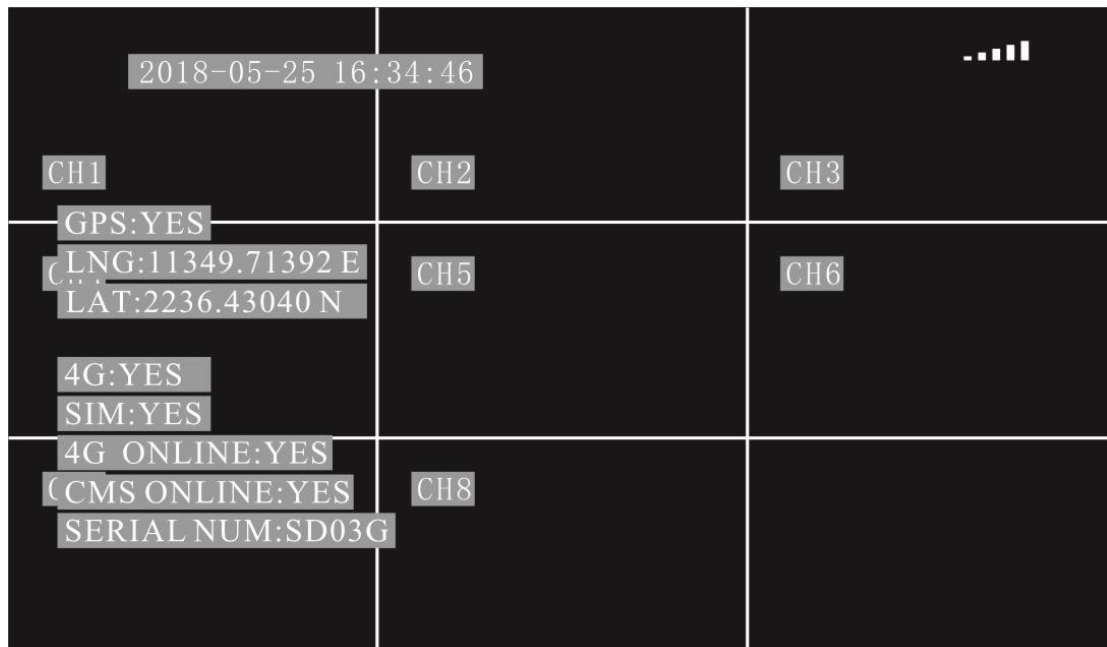 2018-05-25 16:34:46
CH1
CH2
CH3
GPS:YES
LNG:11349.71392 E
LAT:2236.43040 N
CH5
CH6
4G:YES
SIM:YES
4G ONLINE:YES
CMS ONLINE:YES
CH8
SERIAL NUM:SD03G